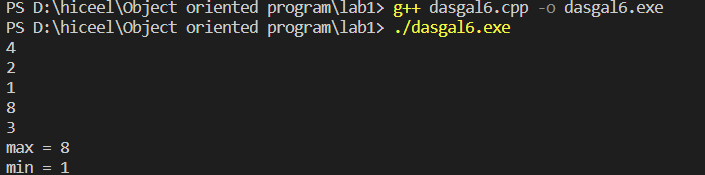 PS D:\hiceel\Object oriented program\lab1> g++ dasgal6.cpp -o dasgal6.exe
PS D:\hiceel\Object oriented program\lab1> ./dasgal6.exe
4
2
1
8
3
max = 8
min = 1